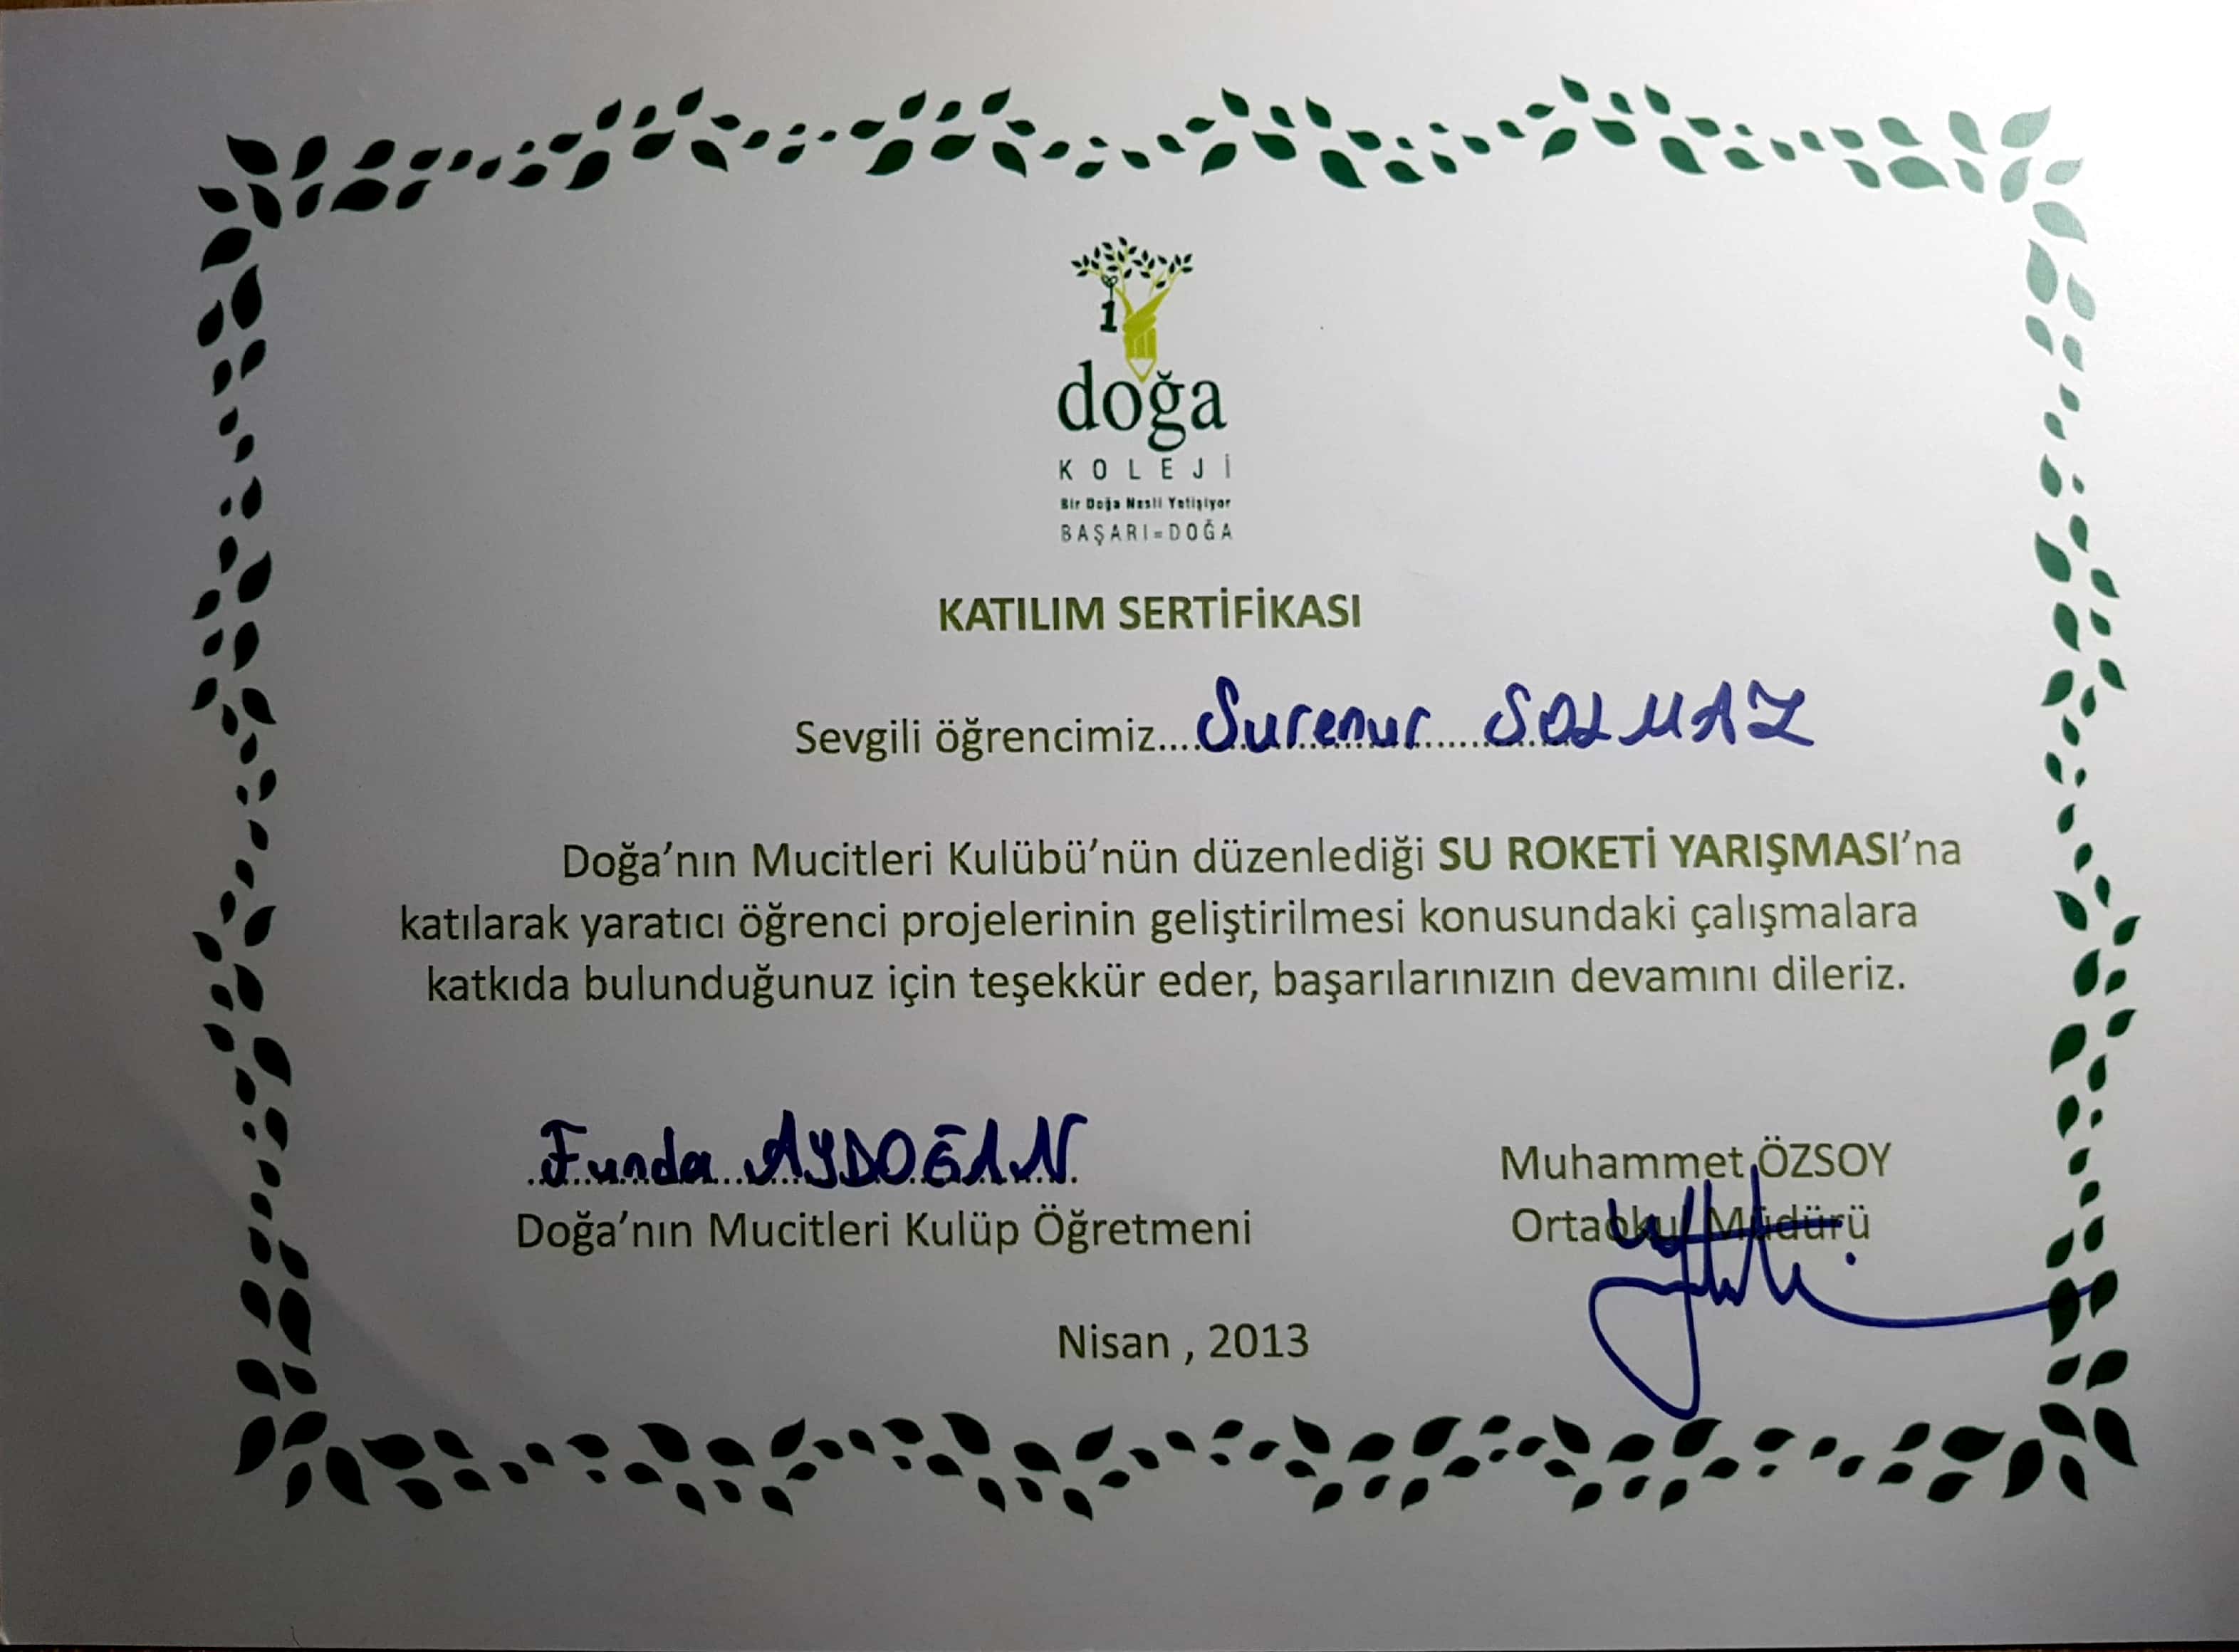 1
doğa
KOLEJİ
Bir Doğa Nesli Yetişiyor
BAŞARI=DOĞA
KATILIM SERTİFİKASI
Sevgili öğrencimiz....Surenur SOLMAZ
Doğa’nın Mucitleri Kulübü’nün düzenlediği SU ROKETİ YARIŞMASI’na
katılarak yaratıcı öğrenci projelerinin geliştirilmesi konusundaki çalışmalara
katkıda bulunduğunuz için teşekkür eder, başarılarınızın devamını dileriz.
Funda AYDOĞAN
Doğa’nın Mucitleri Kulüp Öğretmeni
Muhammet ÖZSOY
Ortaokul Müdürü
Nisan , 2013